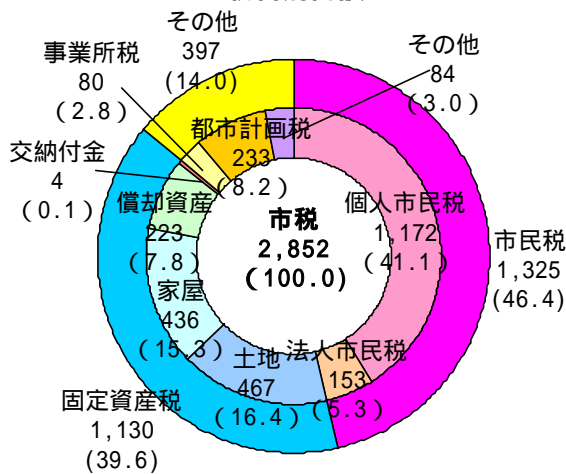 その他
397
(14.0)
事業所税
80
(2.8)
交納付金
4
(0.1)
その他
84
(3.0)
都市計画税
233
(8.2)
償却資産
223
(7.8)
家屋
436
(15.3)
土地
467
(16.4)
法人市民税
153
(5.3)
個人市民税
1,172
(41.1)
市税
2,852
(100.0)
市民税
1,325
(46.4)
固定資産税
1,130
(39.6)